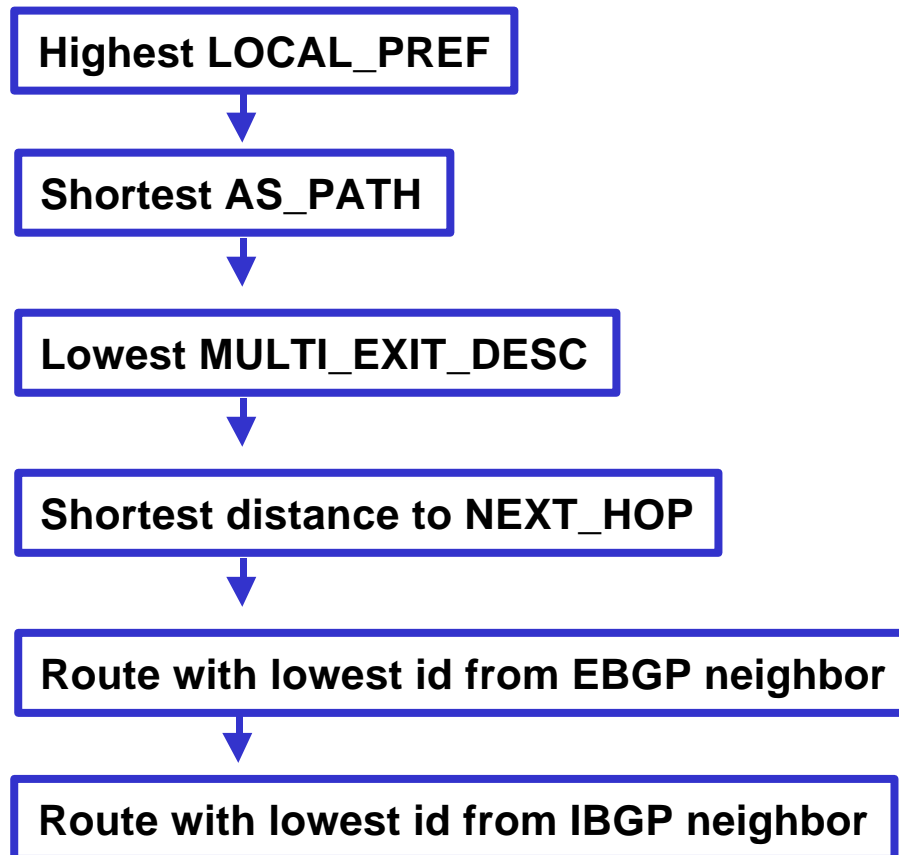 Highest LOCAL_PREF
Shortest AS_PATH
Lowest MULTI_EXIT_DESC
Shortest distance to NEXT_HOP
Route with lowest id from EBGP neighbor
Route with lowest id from IBGP neighbor